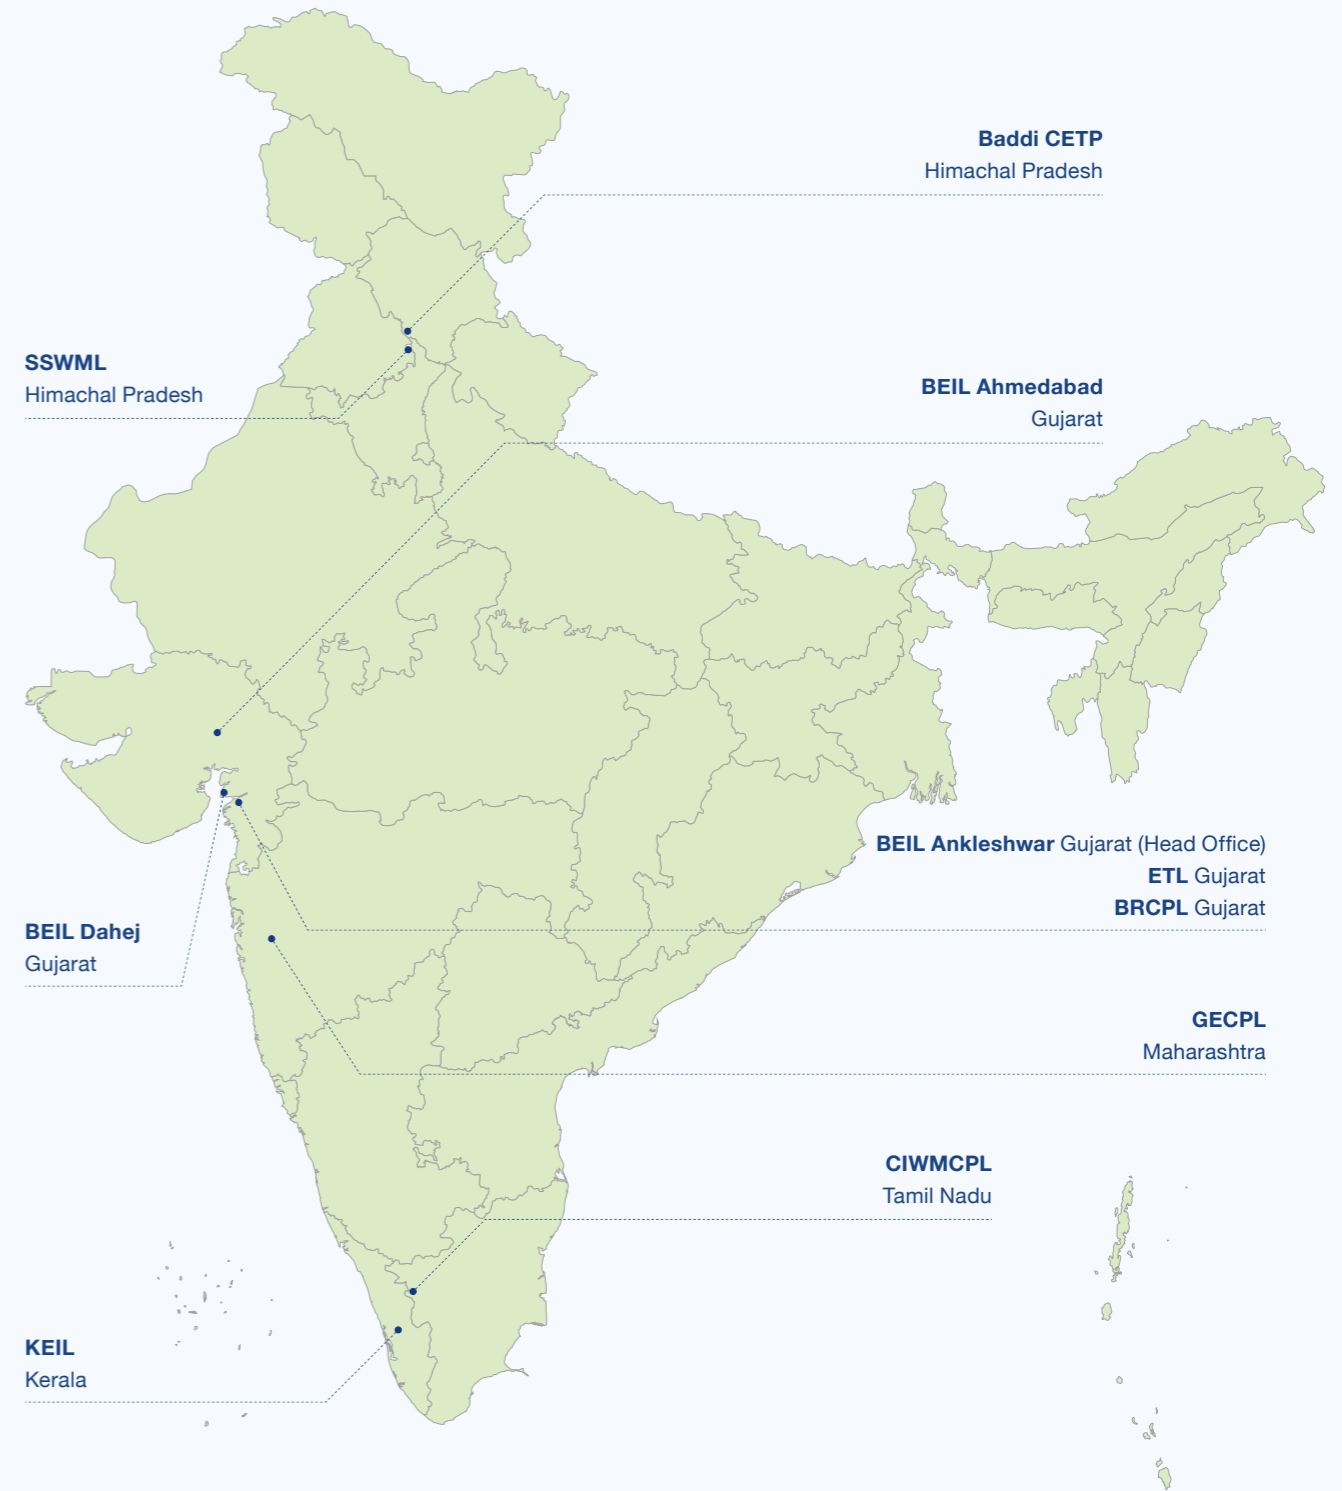 Baddi CETP
Himachal Pradesh
SSWML
Himachal Pradesh
BEIL Ahmedabad
Gujarat
BEIL Ankleshwar Gujarat (Head Office)
ETL Gujarat
BRCPL Gujarat
BEIL Dahej
Gujarat
GECPL
Maharashtra
CIWMCPL
Tamil Nadu
KEIL
Kerala